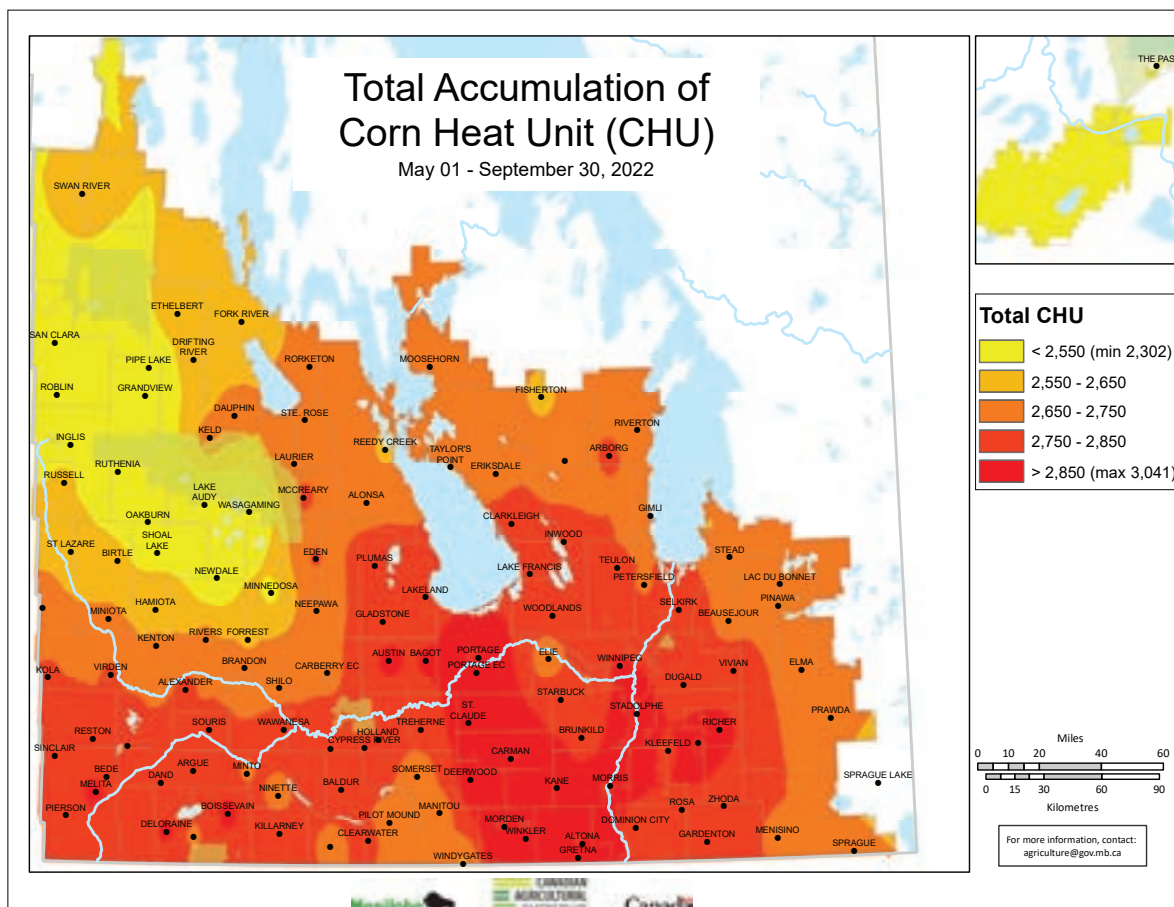 Total Accumulation of
Corn Heat Unit (CHU)
May 01 - September 30, 2022
THE PAS
SWAN RIVER
ETHELBERT
FORK RIVER
SAN CLARA
DRIFTING
RIVER
PIPE LAKE
RORKETON
MOOSEHORN
ROBLIN
GRANDVIEW
FISHERTON
DAUPHIN
STE. ROSE
KELD
RIVERTON
INGLIS
REEDY CREEK
TAYLOR'S
POINT
ARBORG
LAURIER
ERIKSDALE
RUTHENIA
RUSSELL
LAKE
AUDY
WASAGAMING
MCCREARY
ALONSA
OAKBURN
CLARKLEIGH
GIMLI
SHOAL
LAKE
INWOOD
ST LAZARE
BIRTLE
EDEN
PLUMAS
STEAD
NEWDALE
LAKE FRANCIS
TEULON
PETERSFIELD
LAC DU BONNET
MINNEDOSA
LAKELAND
PINAWA
HAMIOTA
NEEPAWA
MINIOTA
GLADSTONE
WOODLANDS
SELKIRK
BEAUSEJOUR
KENTON
RIVERS
FORREST
KOLA
VIRDEN
BRANDON
CARBERRY EC
AUSTIN
BAGOT
PORTAGE
PORTAGE EC
ELIE
WINNIPEG
VIVIAN
ELMA
ALEXANDER
SHILO
DUGALD
STARBUCK
ST.
CLAUDE
STADOLPHE
PRAWDA
RESTON
SOURIS
WAWANESA
TREHERNE
HOLLAND
CYPRESS RIVER
BRUNKILD
RICHER
SINCLAIR
CARMAN
KLEEFELD
BEDE
MELITA
DAND
ARGUE
MINTO
BALDUR
SOMERSET
DEERWOOD
KANE
MORRIS
SPRAGUE LAKE
NINETTE
PIERSON
BOISSEVAIN
PILOT MOUND
MANITOU
ROSA
ZHODA
DELORAINE
KILLARNEY
CLEARWATER
MORDEN
WINKLER
DOMINION CITY
ALTONA
GRETNA
GARDENTON
MENISINO
SPRAGUE
WINDYGATES
Total CHU
< 2,550 (min 2,302)
2,550 - 2,650
2,650 - 2,750
2,750 - 2,850
> 2,850 (max 3,041)
Miles
0 10 20 40 60
0 15 30 60 90
Kilometres
For more information, contact:
agriculture@gov.mb.ca
CANADIAN
AGRICULTURAL